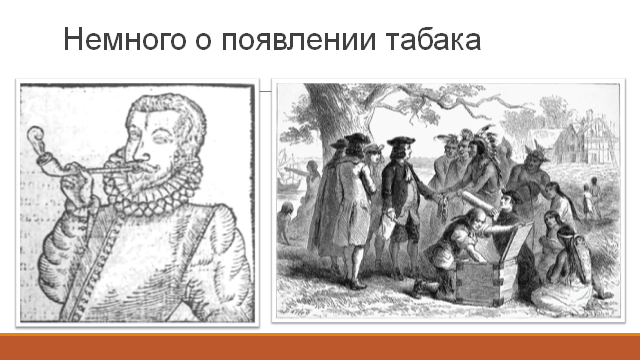 Немного о появлении табака